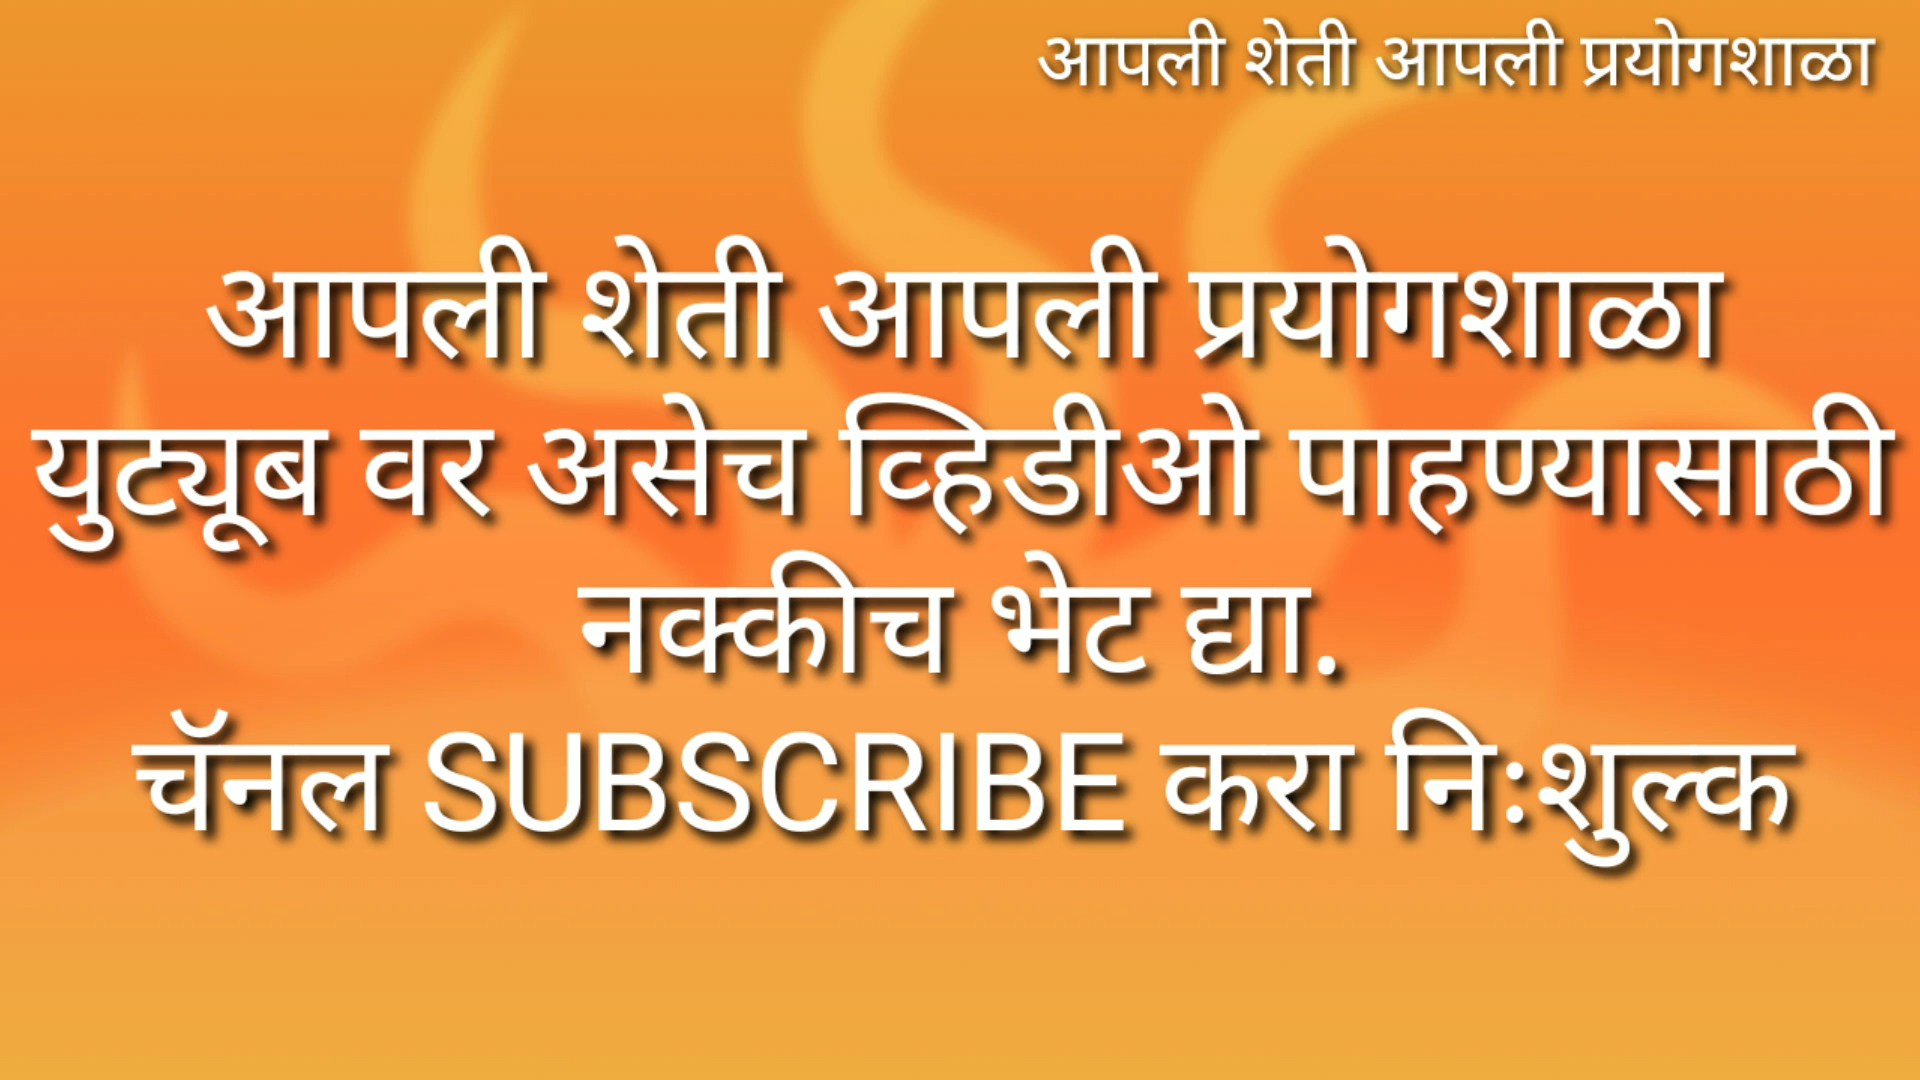 आपली शेती आपली प्रयोगशाळा
आपली शेती आपली प्रयोगशाळा
युट्यूब वर असेच व्हिडीओ पाहण्यासाठी
नक्कीच भेट द्या.
चॅनल SUBSCRIBE करा नि:शुल्क